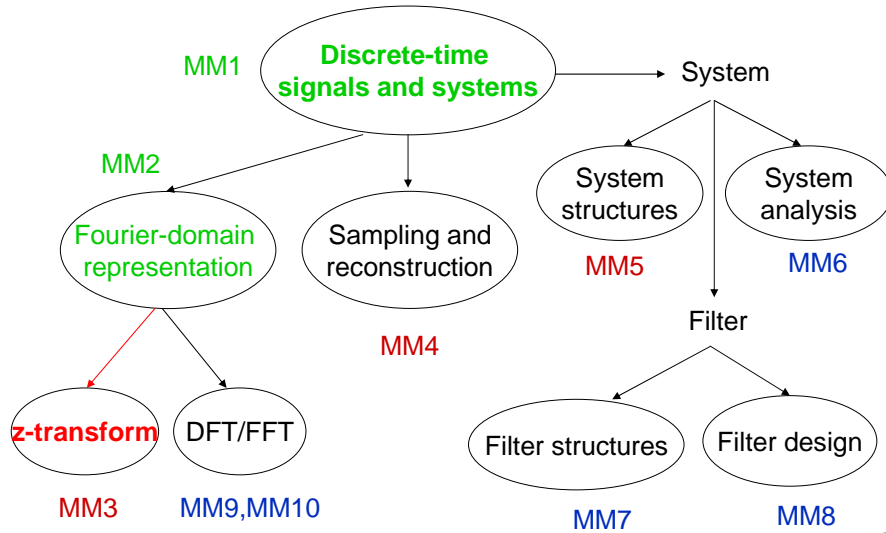 MM1
Discrete-time
signals and systems
System
MM2
Fourier-domain
representation
Sampling and
reconstruction
System
structures
System
analysis
MM5
MM6
MM4
Filter
z-transform
DFT/FFT
Filter structures
Filter design
MM3
MM9,MM10
MM7
MM8